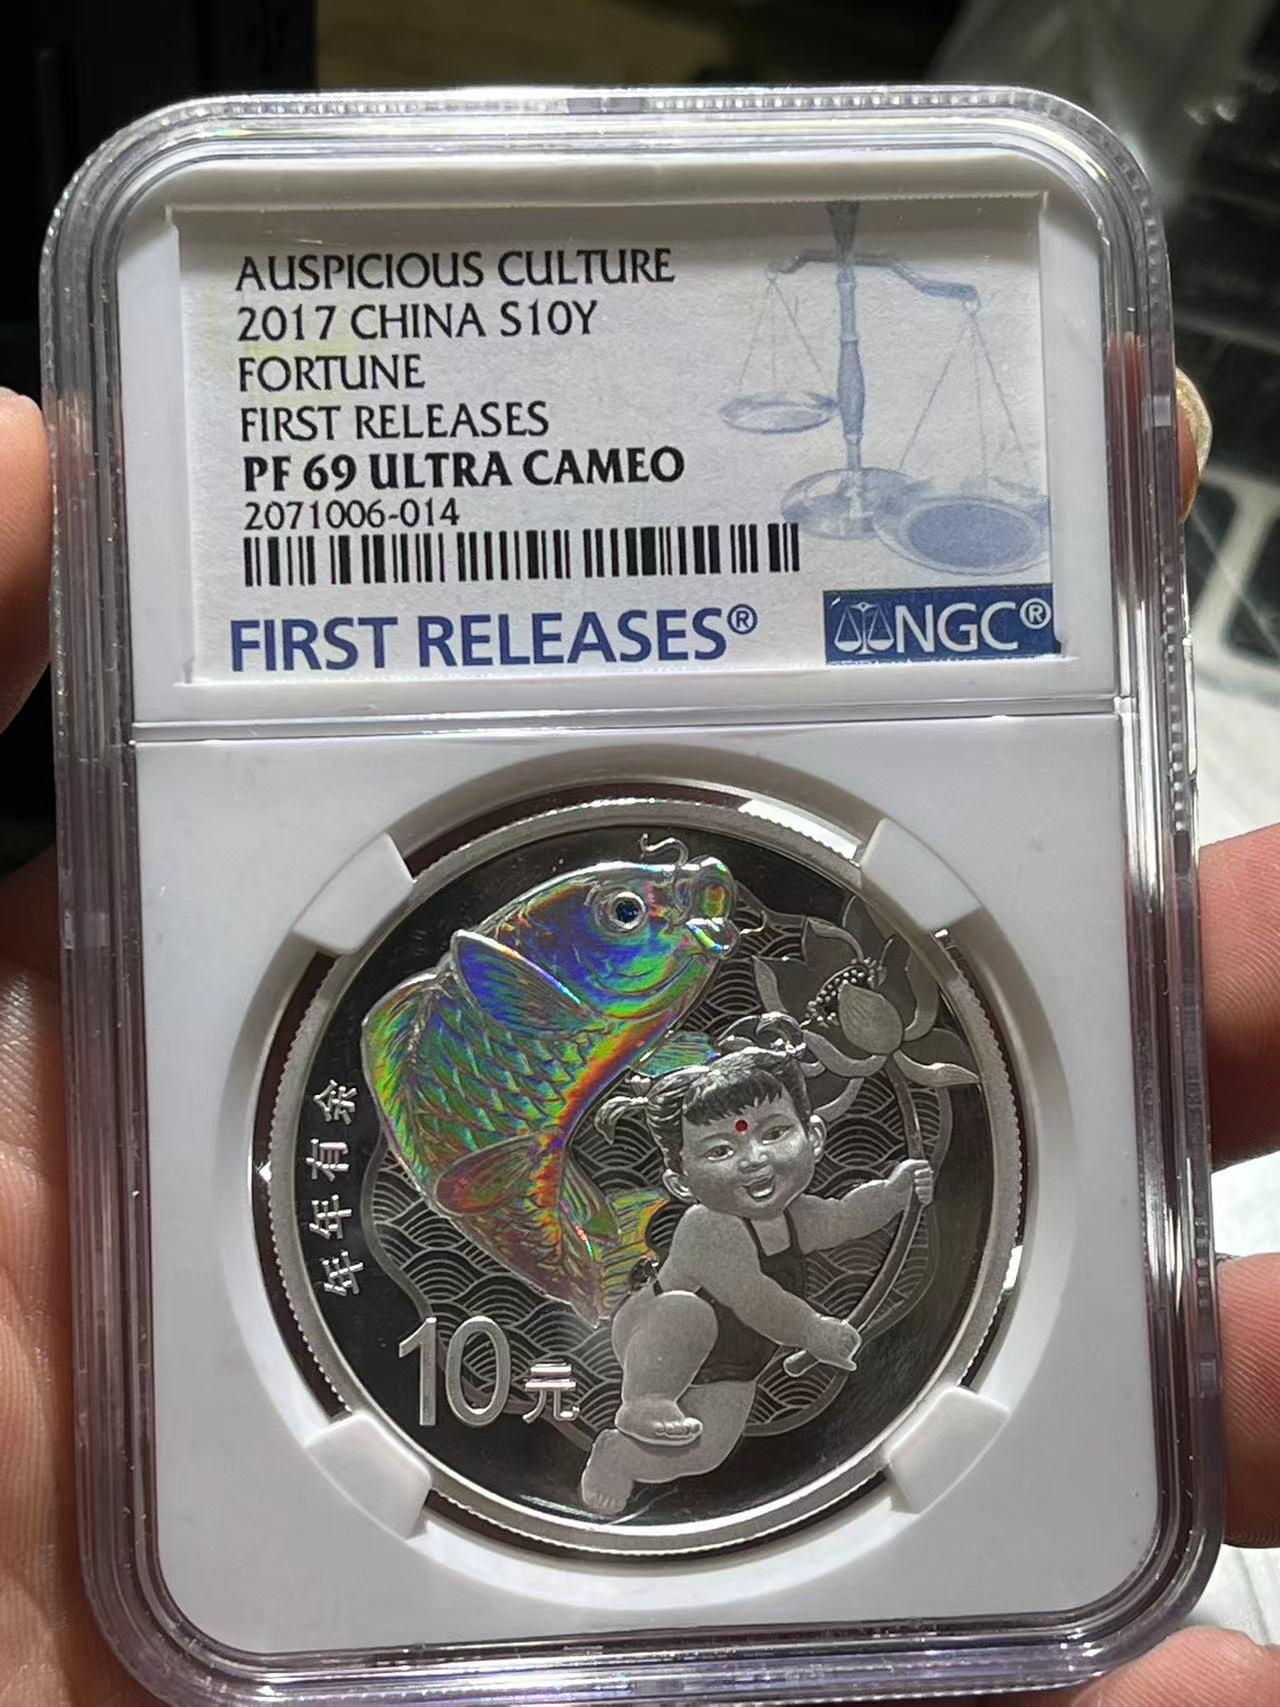 AUSPICIOUS CULTURE
2017 CHINA S10Y
FORTUNE
FIRST RELEASES
PF 69 ULTRA CAMEO
2071006-014
FIRST RELEASES®
NGC®
年年有余
10元